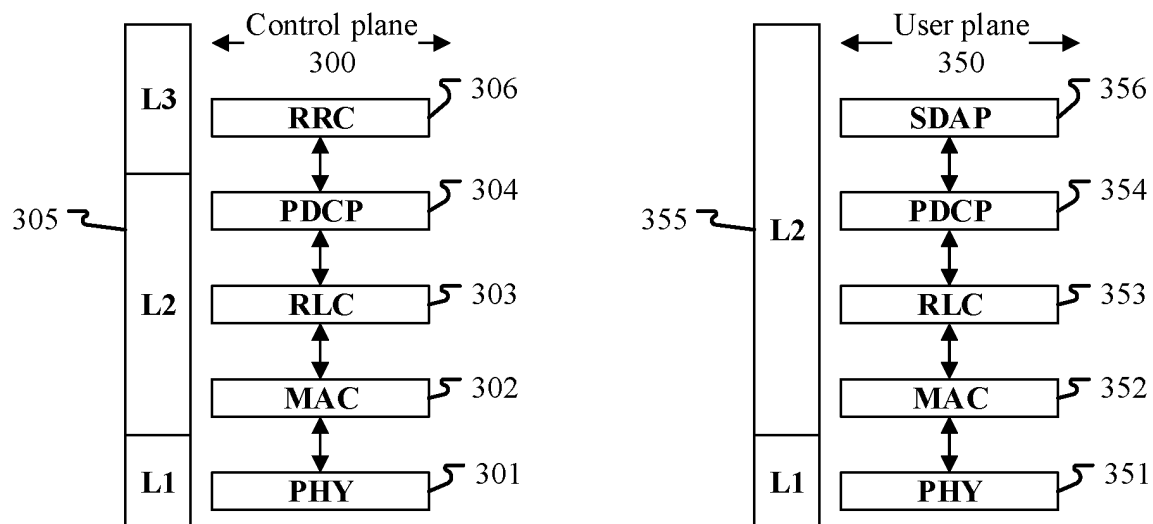 Control plane
300
L3
RRC
306
PDCP
304
305
L2
RLC
303
MAC
302
L1
PHY
301
User plane
350
SDAP
356
PDCP
354
355
L2
RLC
353
MAC
352
L1
PHY
351